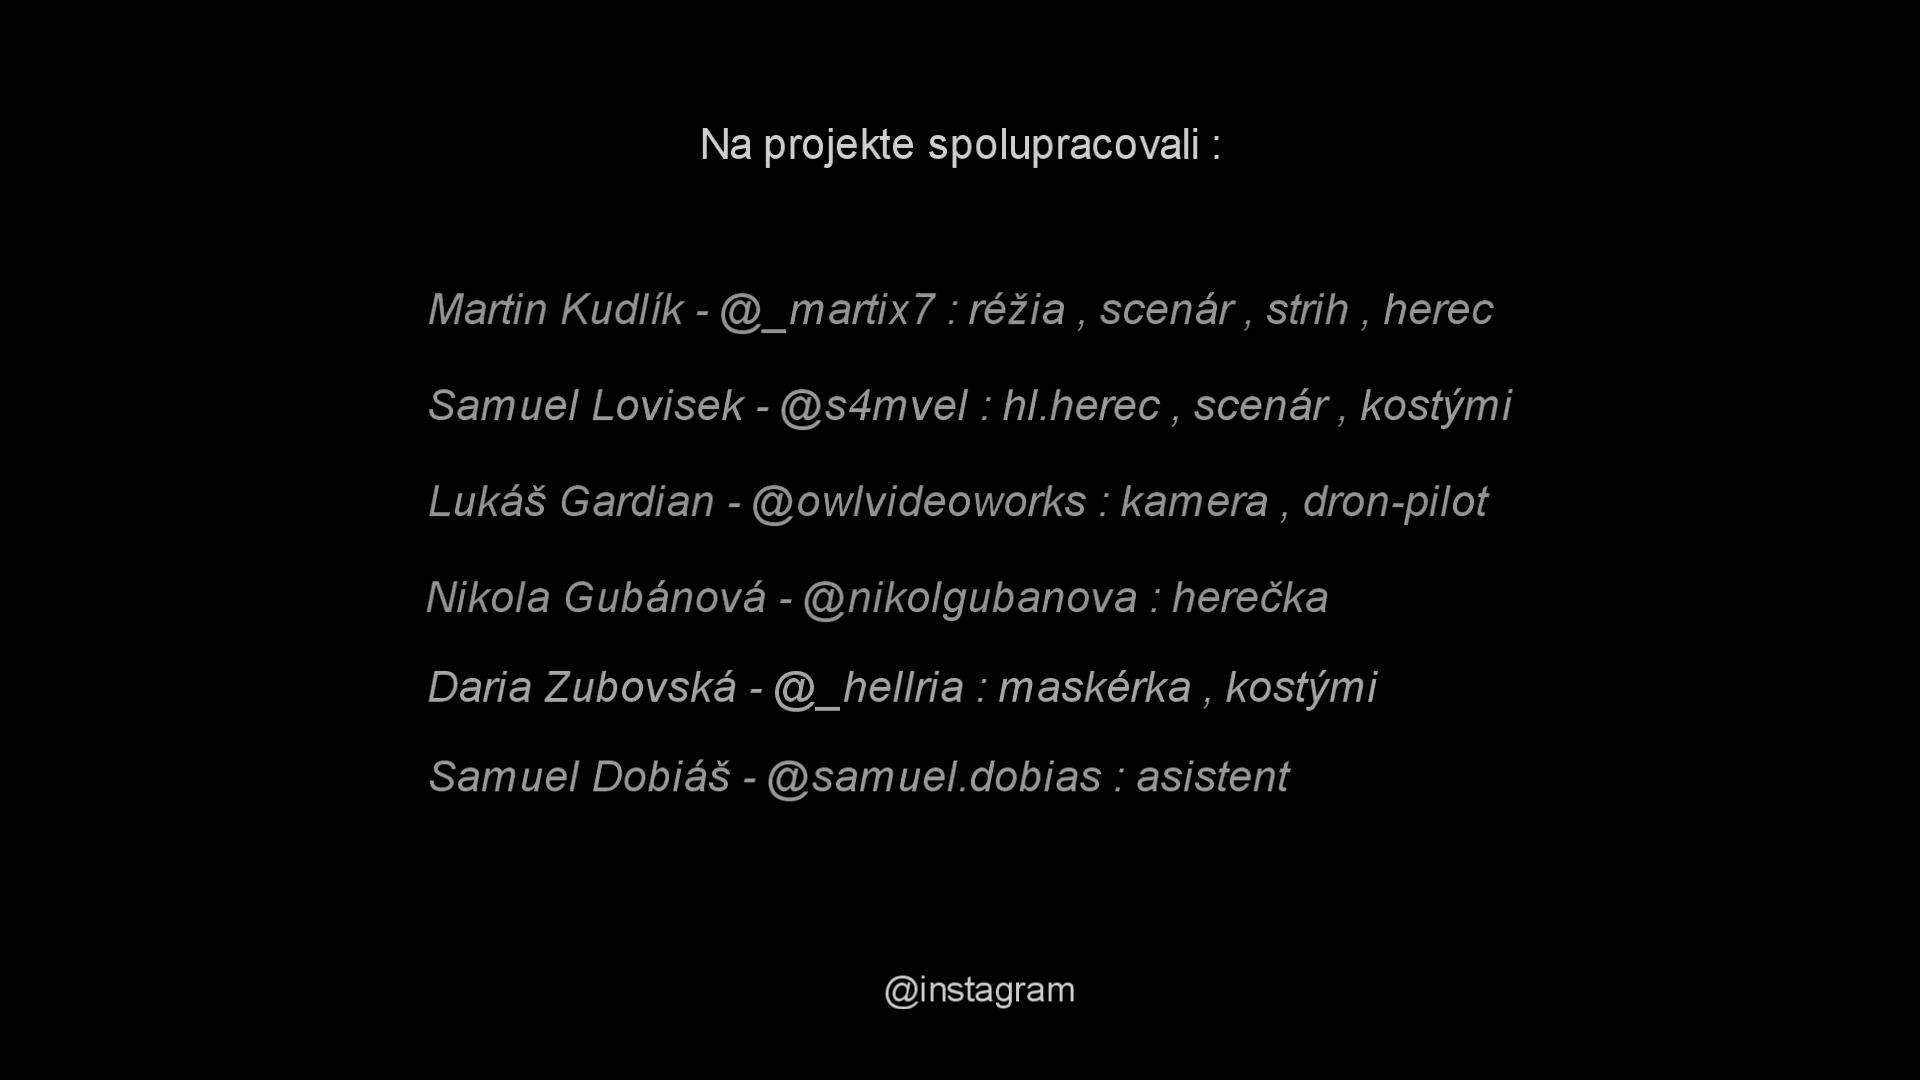 Na projekte spolupracovali :
Martin Kudlík - @_martix7 : réžia , scenár , strih , herec
Samuel Lovisek - @s4mvel : hl.herec , scenár , kostými
Lukáš Gardian - @owlvideoworks : kamera , dron-pilot
Nikola Gubánová - @nikolgubanova : herečka
Daria Zubovská - @_hellria : maskérka , kostými
Samuel Dobiáš - @samuel.dobias : asistent
@instagram